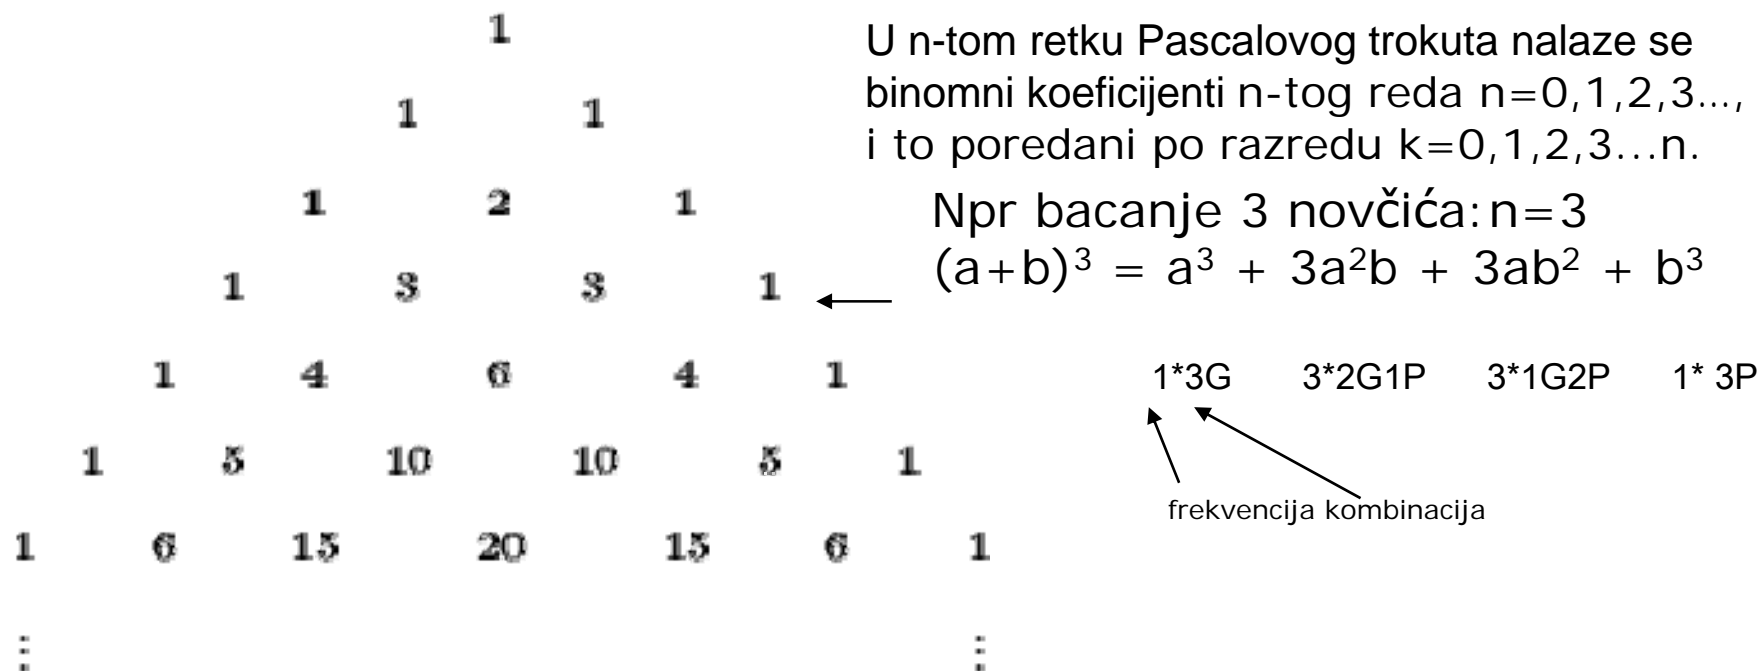 1
1 1
1 2 1
1 3 3 1
1 4 6 4 1
1 5 10 10 5 1
1 6 15 20 15 6 1
⋮ ⋮
U n-tom retku Pascalovog trokuta nalaze se
binomni koeficijenti n-tog reda n=0,1,2,3...,
i to poredani po razredu k=0,1,2,3...n.
Npr bacanje 3 novčića:n=3
(a+b)³ = a³ + 3a²b + 3ab² + b³
1*3G 3*2G1P 3*1G2P 1* 3P
frekvencija kombinacija